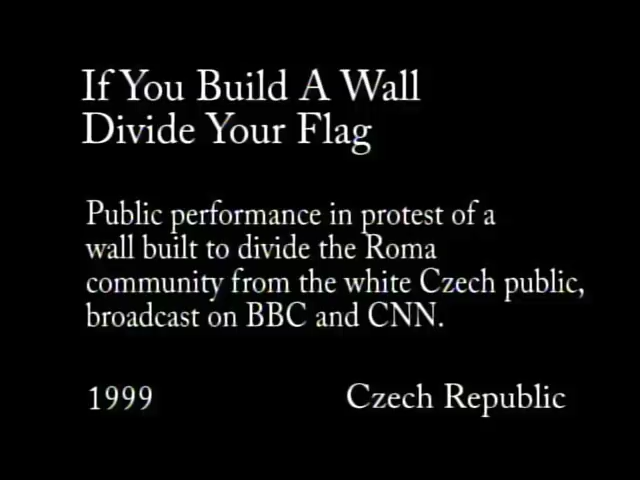 If You Build A Wall
Divide Your Flag
Public performance in protest of a
wall built to divide the Roma
community from the white Czech public,
broadcast on BBC and CNN.
1999 Czech Republic